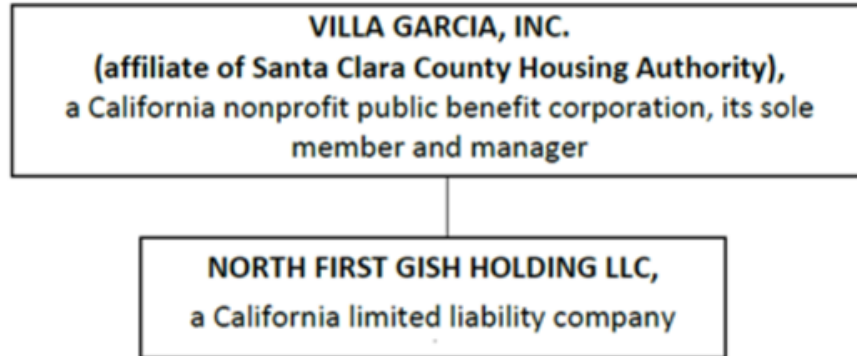 VILLA GARCIA, INC.
(affiliate of Santa Clara County Housing Authority),
a California nonprofit public benefit corporation, its sole
member and manager
NORTH FIRST GISH HOLDING LLC,
a California limited liability company